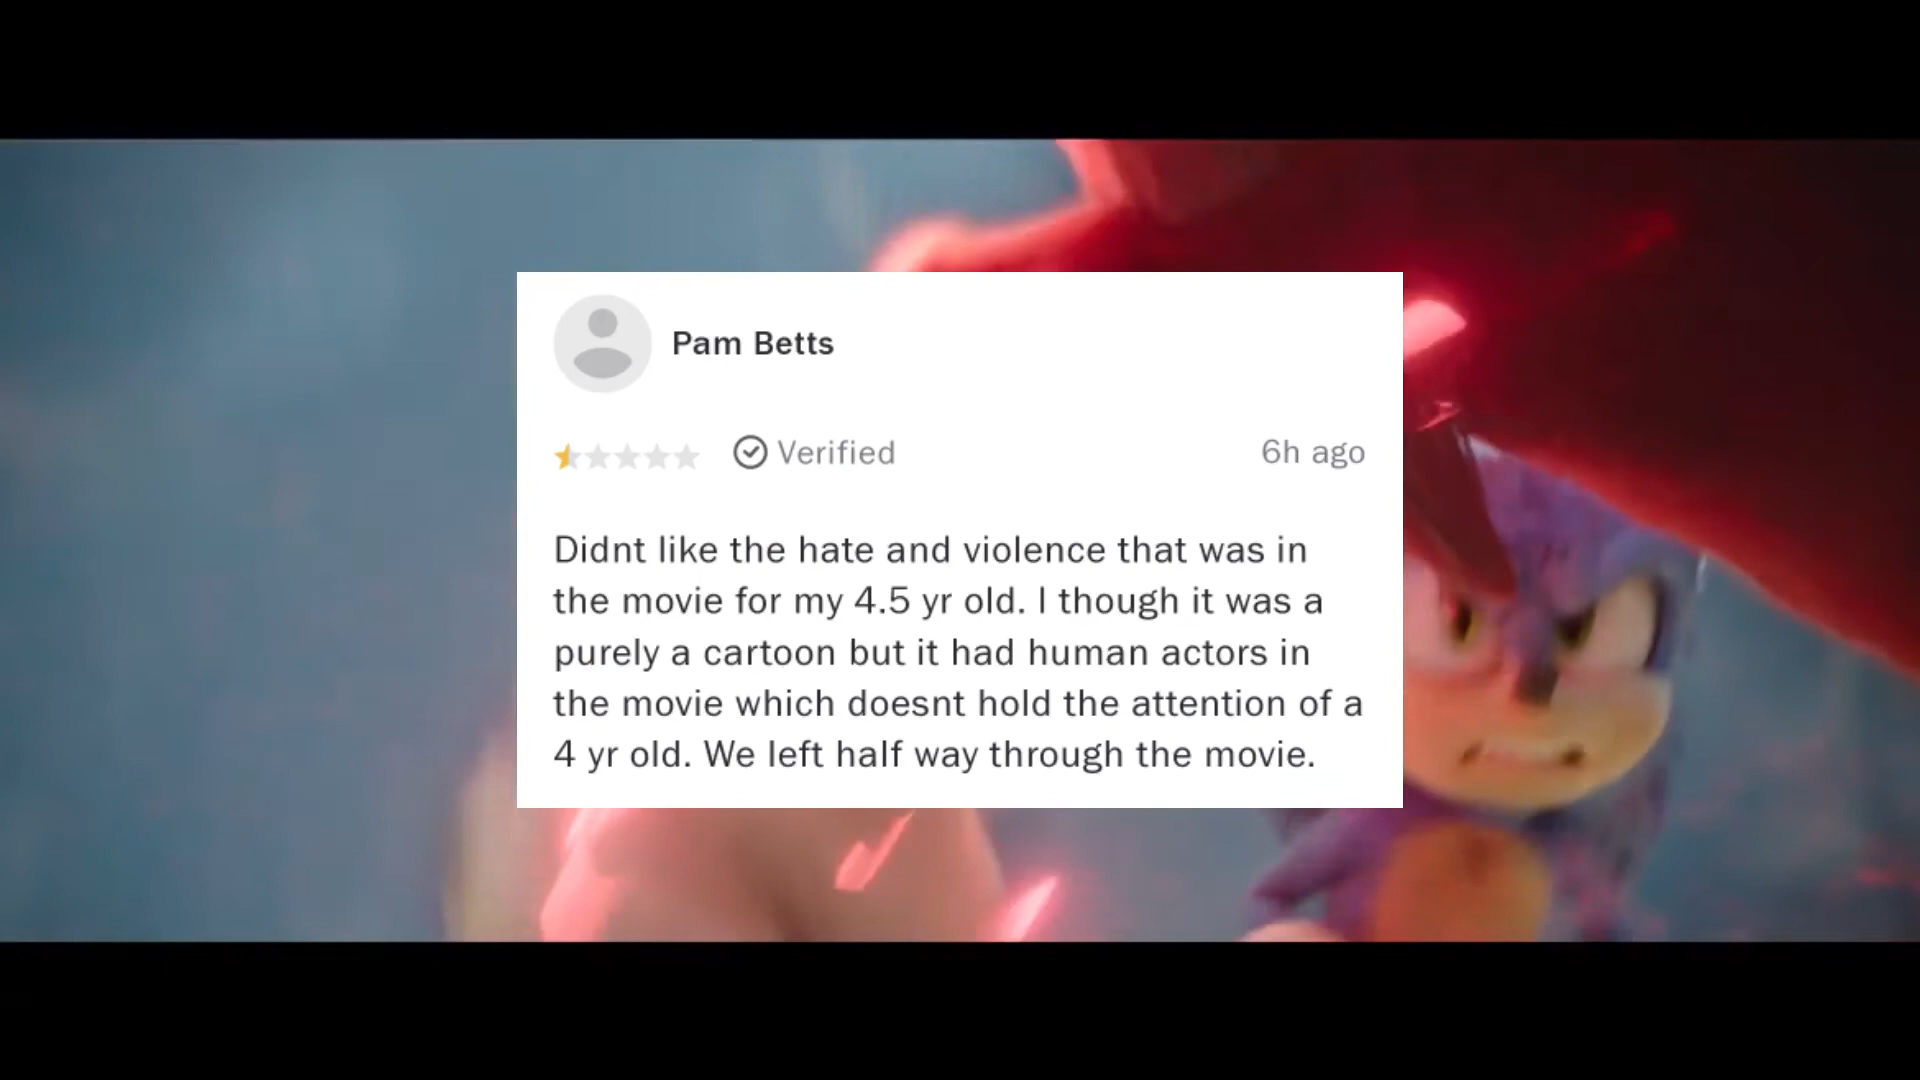 Pam Betts
Verified
6h ago
Didnt like the hate and violence that was in
the movie for my 4.5 yr old. I though it was a
purely a cartoon but it had human actors in
the movie which doesnt hold the attention of a
4 yr old. We left half way through the movie.